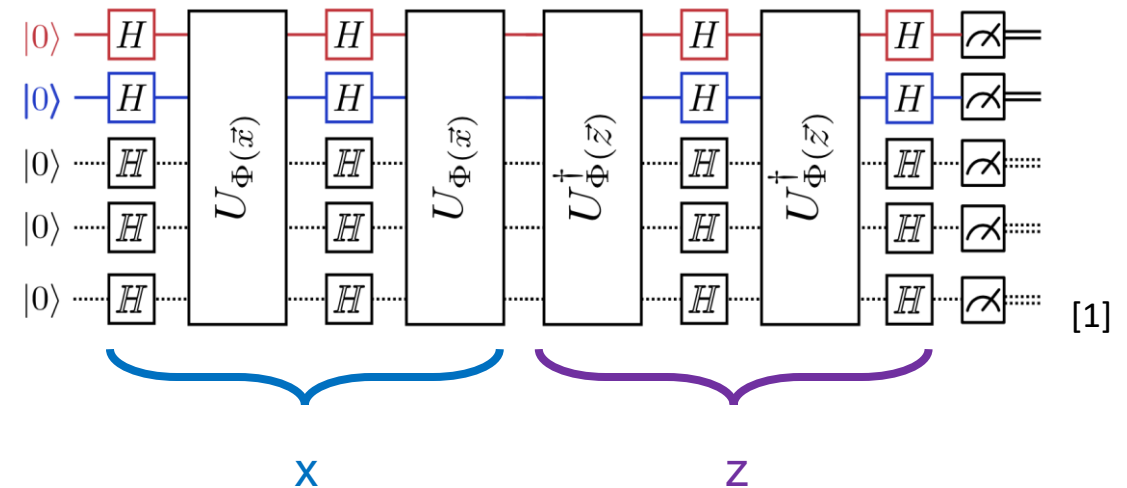 |0⟩ H H H H
|0⟩ H H H H
|0⟩ ℍ ℍ ℍ ℍ
|0⟩ ℍ ℍ ℍ ℍ
|0⟩ ℍ ℍ ℍ ℍ
U_Φ(x⃗) U_Φ(x⃗) U†_Φ(z⃗) U†_Φ(z⃗)
[1]
x z